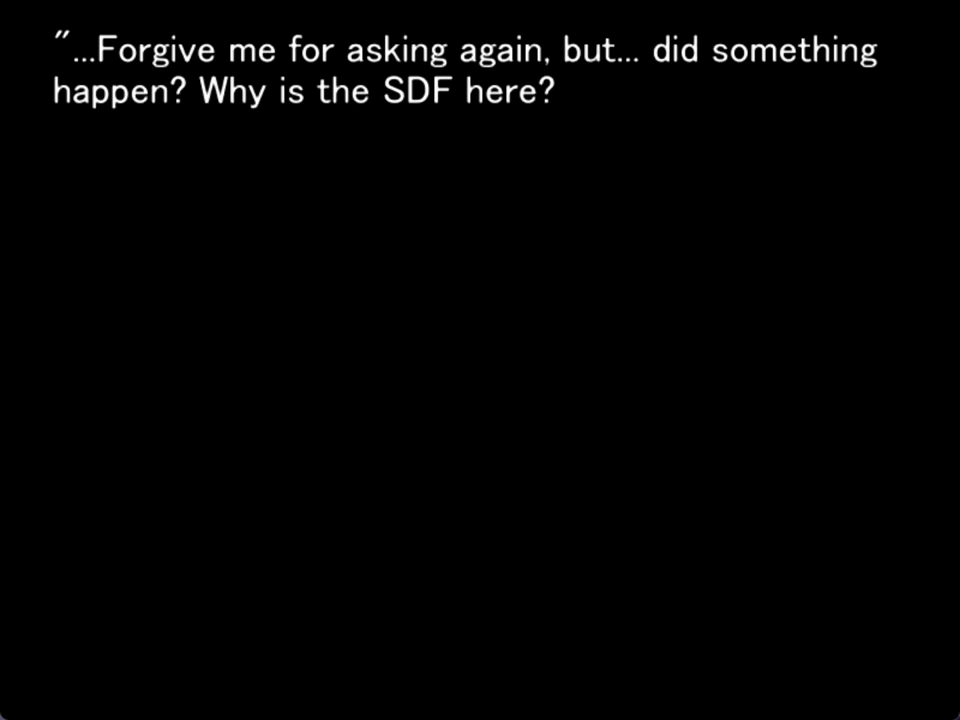 "...Forgive me for asking again, but... did something
happen? Why is the SDF here?